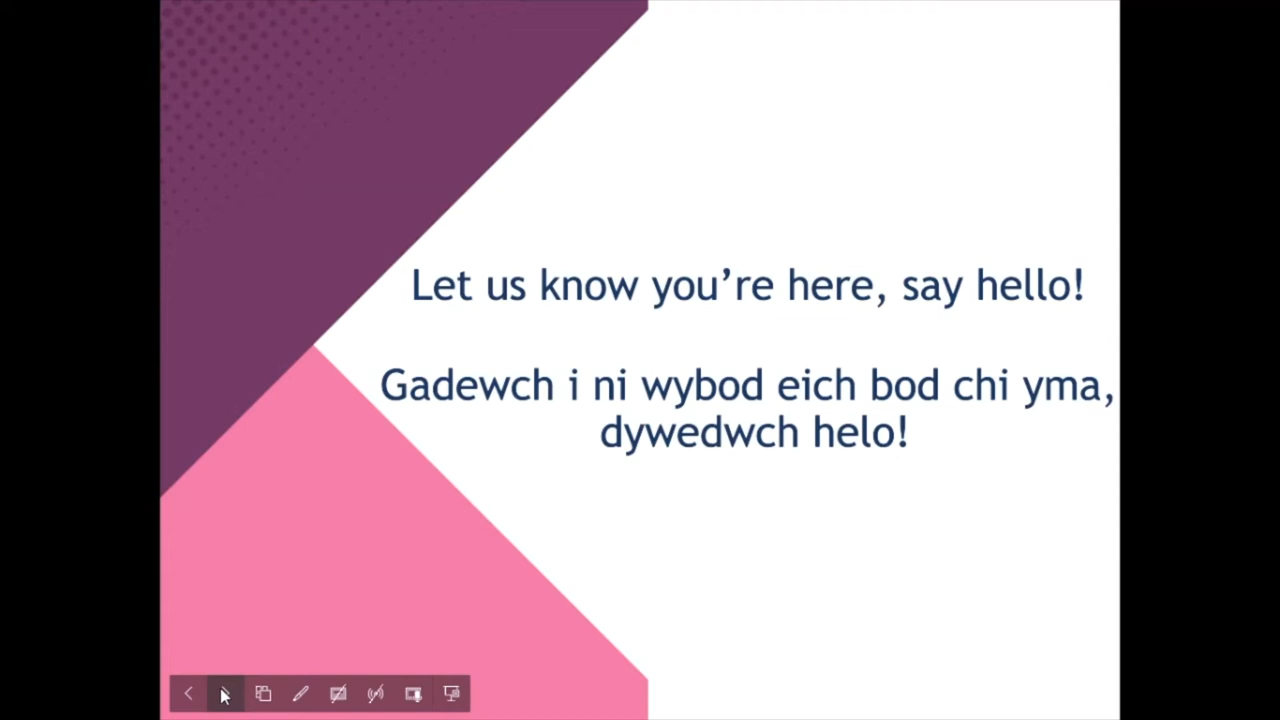 Let us know you’re here, say hello!
Gadewch i ni wybod eich bod chi yma,
dywedwch helo!